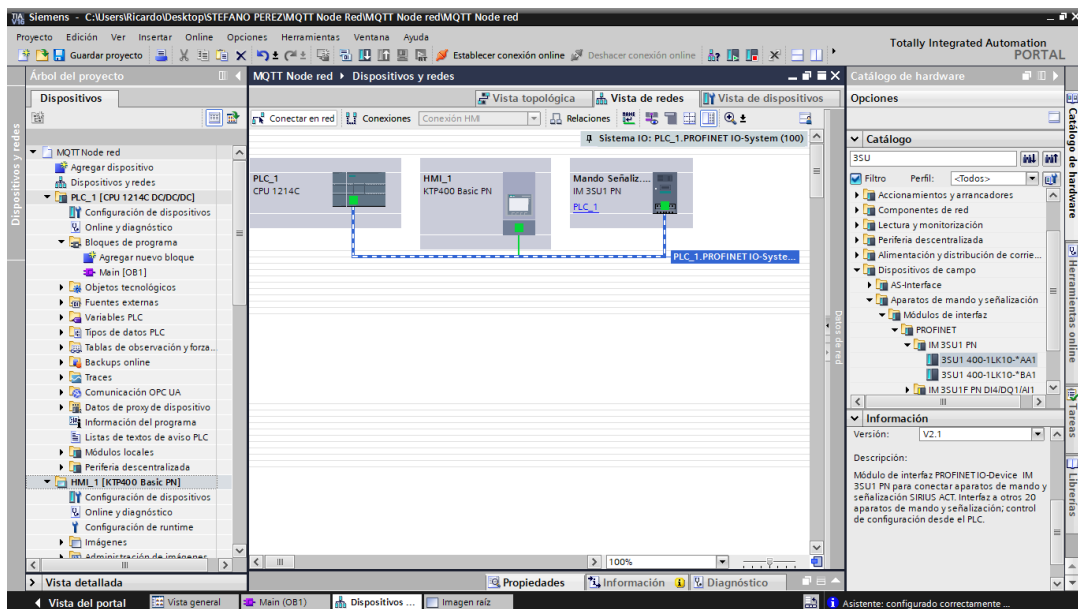 Siemens - C:\Users\Ricardo\Desktop\STEFANO PEREZ\MQTT Node Red\MQTT Node red\MQTT Node red
Proyecto Edición Ver Insertar Online Opciones Herramientas Ventana Ayuda
Totally Integrated Automation
PORTAL
Guardar proyecto
Establecer conexión online
Deshacer conexión online
Árbol del proyecto
Dispositivos
Dispositivos y redes
MQTT Node red
Agregar dispositivo
Dispositivos y redes
PLC_1 [CPU 1214C DC/DC/DC]
Configuración de dispositivos
Online y diagnóstico
Bloques de programa
Agregar nuevo bloque
Main [OB1]
Objetos tecnológicos
Fuentes externas
Variables PLC
Tipos de datos PLC
Tablas de observación y forza...
Backups online
Traces
Comunicación OPC UA
Datos de proxy de dispositivo
Información del programa
Listas de textos de aviso PLC
Módulos locales
Periferia descentralizada
HMI_1 [KTP400 Basic PN]
Configuración de dispositivos
Online y diagnóstico
Configuración de runtime
Imágenes
Administración de imágenes
Vista detallada
MQTT Node red ▸ Dispositivos y redes
Vista topológica
Vista de redes
Vista de dispositivos
Conectar en red
Conexiones
Conexión HMI
Relaciones
Sistema IO: PLC_1.PROFINET IO-System (100)
PLC_1
CPU 1214C
HMI_1
KTP400 Basic PN
Mando Señaliz....
IM 3SU1 PN
PLC_1
PLC_1.PROFINET IO-Syste...
Datos de red
100%
Propiedades
Información
Diagnóstico
Catálogo de hardware
Opciones
Catálogo
3SU
Filtro
Perfil:
<Todos>
Accionamientos y arrancadores
Componentes de red
Lectura y monitorización
Periferia descentralizada
Alimentación y distribución de corrie...
Dispositivos de campo
AS-Interface
Aparatos de mando y señalización
Módulos de interfaz
PROFINET
IM 3SU1 PN
3SU1 400-1LK10-*AA1
3SU1 400-1LK10-*BA1
IM 3SU1F PN DI4/DQ1/AI1
Información
Versión:
V2.1
Descripción:
Módulo de interfaz PROFINET IO-Device IM
3SU1 PN para conectar aparatos de mando y
señalización SIRIUS ACT. Interfaz a otros 20
aparatos de mando y señalización; control
de configuración desde el PLC.
Catálogo de hardware
Herramientas online
Tareas
Librerías
Vista del portal
Vista general
Main (OB1)
Dispositivos ...
Imagen raíz
Asistente: configurado correctamente ...